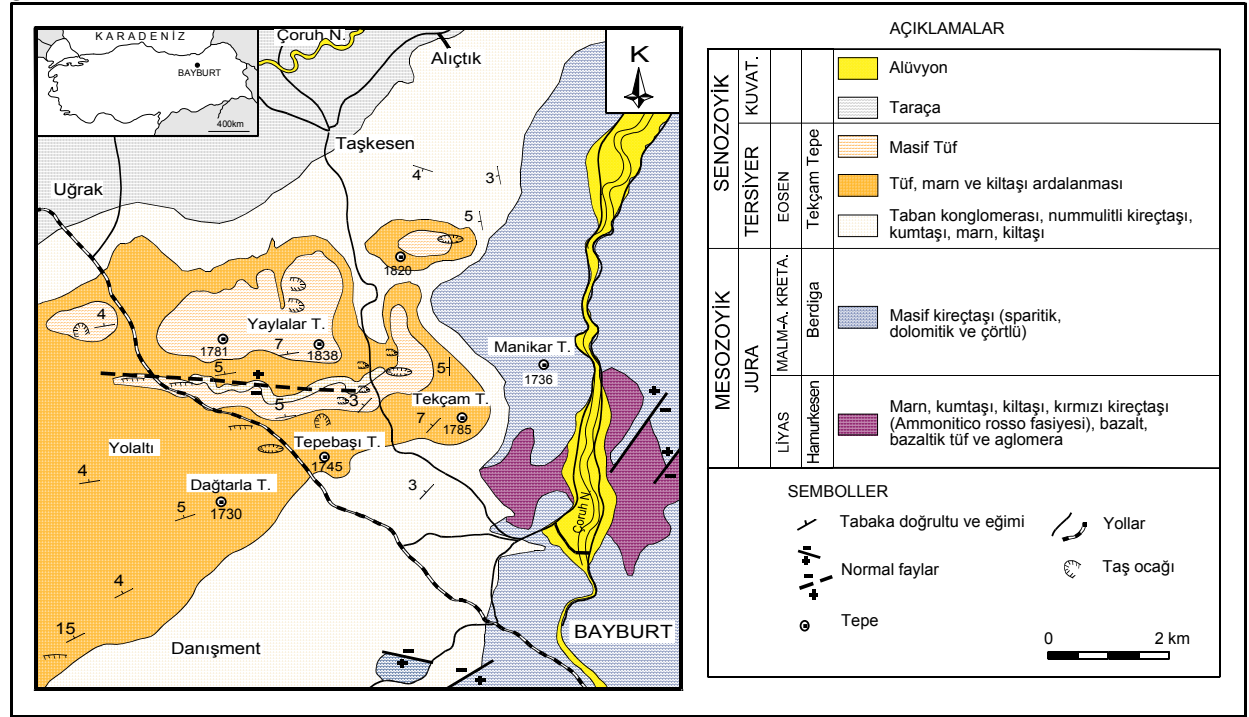 KARADENİZ
BAYBURT
400km
Çoruh N.
Alıçtık
K
Taşkesen
Uğrak
4
3
5
1820
4
Yaylalar T.
1781
7
1838
5
Manikar T.
1736
5
5
3
Tekçam T.
7
1785
Yolaltı
Tepebaşı T.
1745
4
Dağtarla T.
5
1730
3
Çoruh N.
4
15
Danışment
BAYBURT
AÇIKLAMALAR
SENOZOYİK
KUVAT.
Alüvyon
Taraça
TERSİYER
EOSEN
Tekçam Tepe
Masif Tüf
Tüf, marn ve kiltaşı ardalanması
Taban konglomerası, nummulitli kireçtaşı,
kumtaşı, marn, kiltaşı
MESOZOYİK
JURA
MALM-A. KRETA.
Berdiga
Masif kireçtaşı (sparitik,
dolomitik ve çörtlü)
LİYAS
Hamurkesen
Marn, kumtaşı, kiltaşı, kırmızı kireçtaşı
(Ammonitico rosso fasiyesi), bazalt,
bazaltik tüf ve aglomera
SEMBOLLER
Tabaka doğrultu ve eğimi
Yollar
Normal faylar
Taş ocağı
Tepe
0 2 km